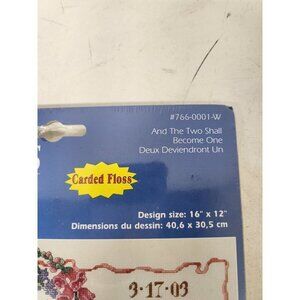 #766-0001-W
And The Two Shall
Become One
Deux Deviendront Un
Carded Floss
Design size: 16" x 12"
Dimensions du dessin: 40,6 x 30,5 cm
3·17·03